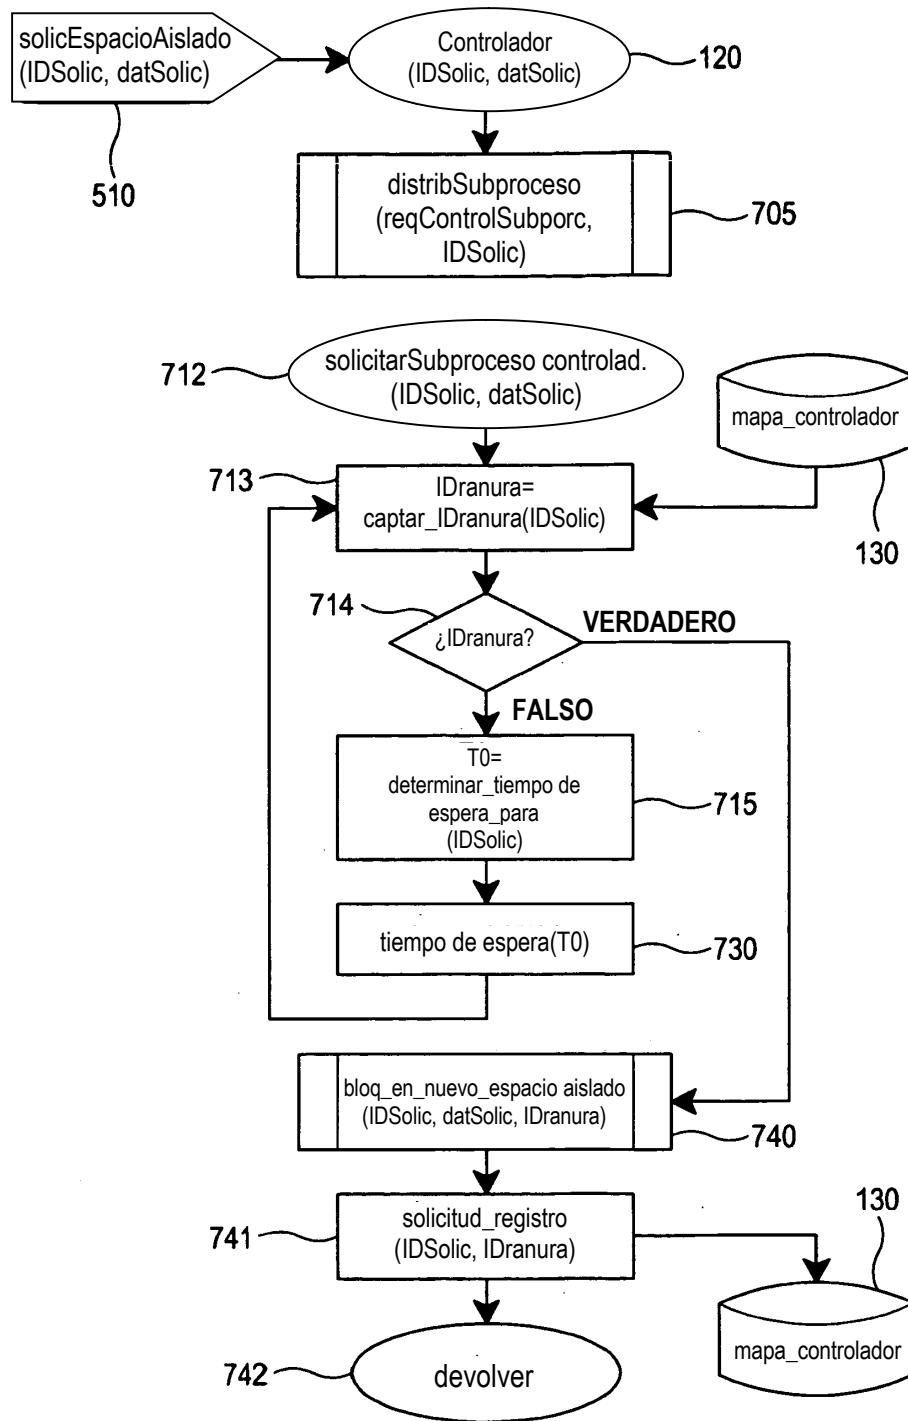 solicEspacioAislado
(IDSolic, datSolic)
510
Controlador
(IDSolic, datSolic)
120
distribSubproceso
(reqControlSubporc,
IDSolic)
705
solicitarSubproceso controlad.
(IDSolic, datSolic)
712
mapa_controlador
130
713
IDranura=
captar_IDranura(IDSolic)
714
¿IDranura?
VERDADERO
FALSO
T0=
determinar_tiempo de
espera_para
(IDSolic)
715
tiempo de espera(T0)
730
bloq_en_nuevo_espacio aislado
(IDSolic, datSolic, IDranura)
740
741
solicitud_registro
(IDSolic, IDranura)
130
mapa_controlador
742
devolver